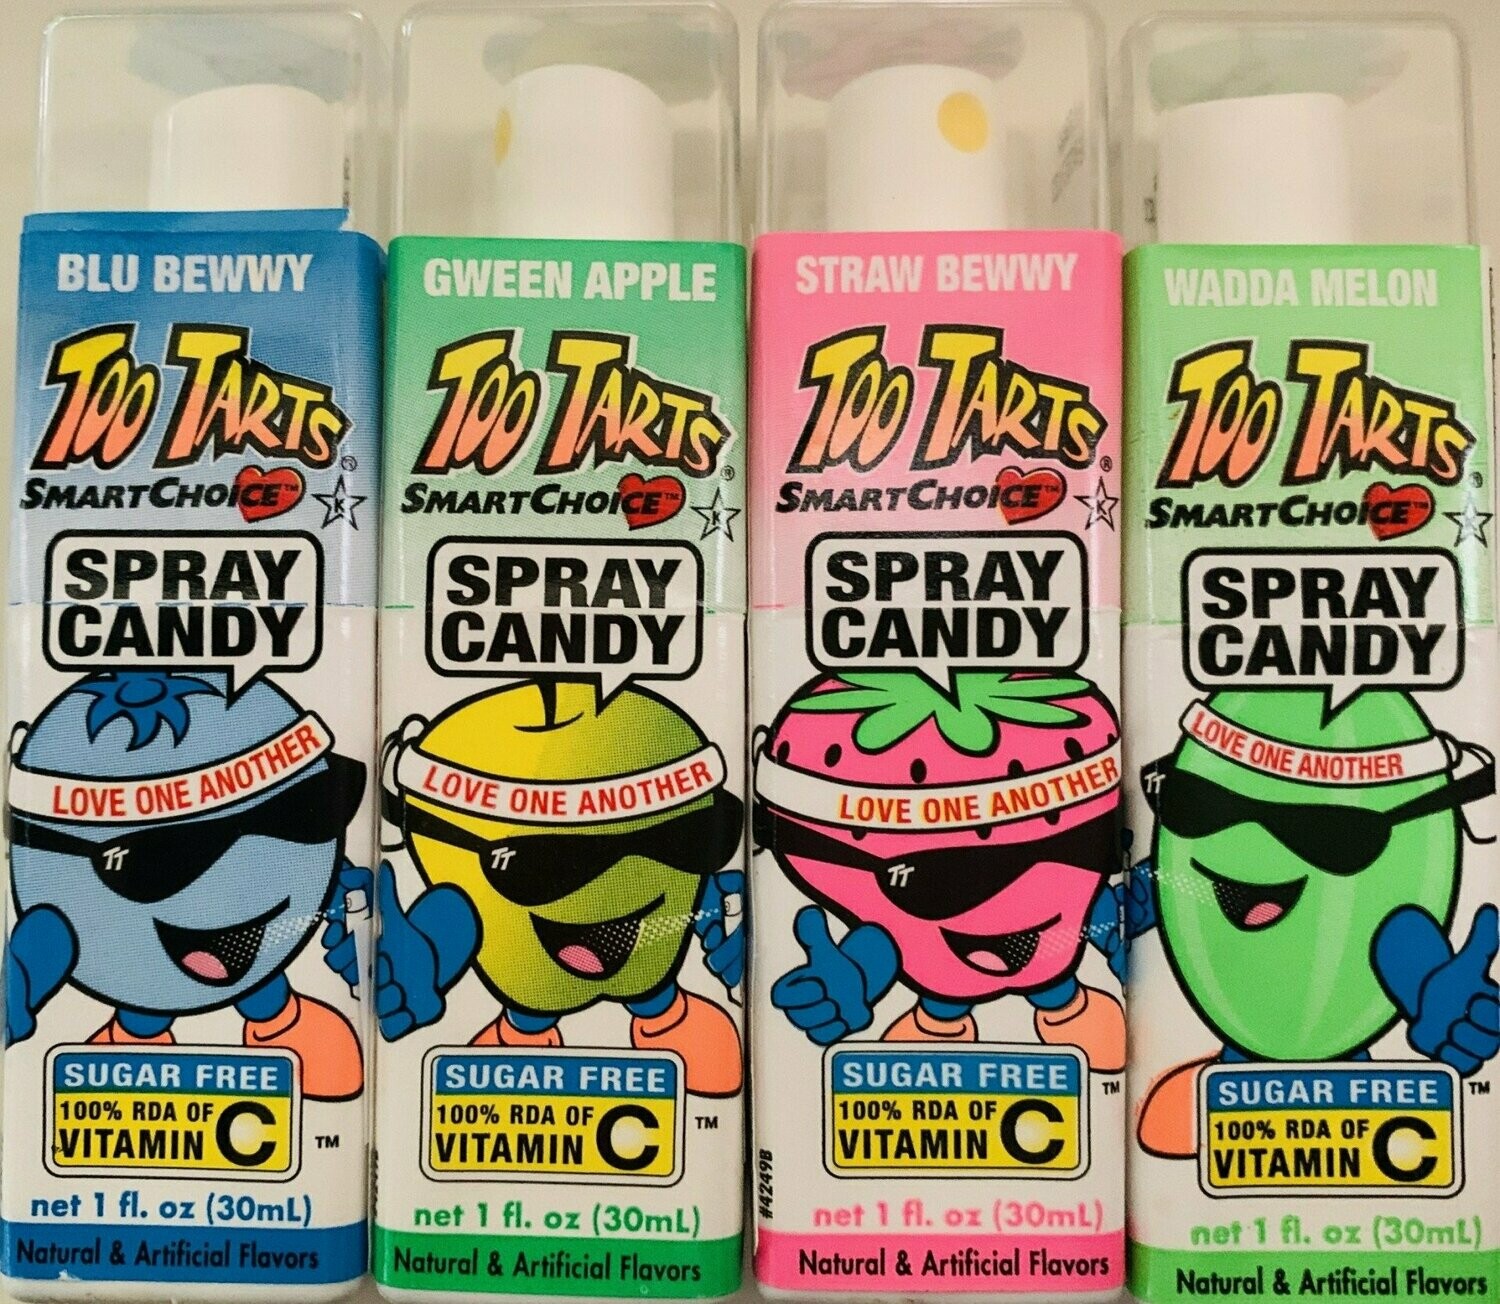 BLU BEWWY
TOO TARTS®
SMARTCHOICE™
K
SPRAY
CANDY
LOVE ONE ANOTHER
TT
SUGAR FREE
100% RDA OF
VITAMIN C
™
net 1 fl. oz (30mL)
Natural & Artificial Flavors
GWEEN APPLE
TOO TARTS®
SMARTCHOICE™
K
SPRAY
CANDY
LOVE ONE ANOTHER
TT
SUGAR FREE
100% RDA OF
VITAMIN C
™
net 1 fl. oz (30mL)
Natural & Artificial Flavors
STRAW BEWWY
TOO TARTS®
SMARTCHOICE™
K
SPRAY
CANDY
LOVE ONE ANOTHER
TT
SUGAR FREE
™
100% RDA OF
VITAMIN C
#4249B
net 1 fl. oz (30mL)
Natural & Artificial Flavors
WADDA MELON
TOO TARTS®
SMARTCHOICE™
K
SPRAY
CANDY
LOVE ONE ANOTHER
TT
SUGAR FREE
™
100% RDA OF
VITAMIN C
net 1 fl. oz (30mL)
Natural & Artificial Flavors